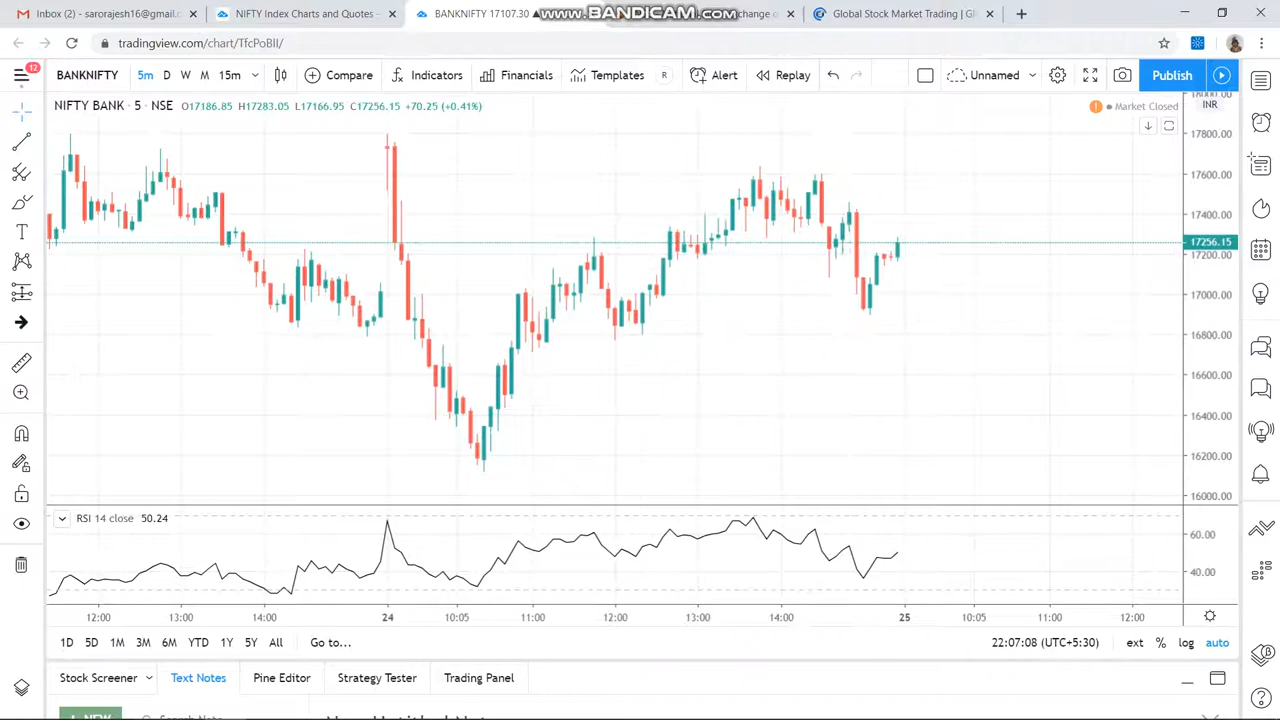 Inbox (2) - sarojesh16@gmail.c
NIFTY Index Charts and Quotes -
BANKNIFTY 17107.30 ▲
www.BANDICAM.com
change o
Global Stock Market Trading | Gl
tradingview.com/chart/TfcPoBII/
12
BANKNIFTY
5m D W M 15m
Compare
Indicators
Financials
Templates
R
Alert
Replay
Unnamed
Publish
NIFTY BANK · 5 · NSE O17186.85 H17283.05 L17166.95 C17256.15 +70.25 (+0.41%)
Market Closed
INR
18000.00
17800.00
17600.00
17400.00
17256.15
17200.00
17000.00
16800.00
16600.00
16400.00
16200.00
16000.00
RSI 14 close 50.24
60.00
40.00
12:00 13:00 14:00 24 10:05 11:00 12:00 13:00 14:00 25 10:05 11:00 12:00
1D 5D 1M 3M 6M YTD 1Y 5Y All Go to...
22:07:08 (UTC+5:30) ext % log auto
Stock Screener Text Notes Pine Editor Strategy Tester Trading Panel